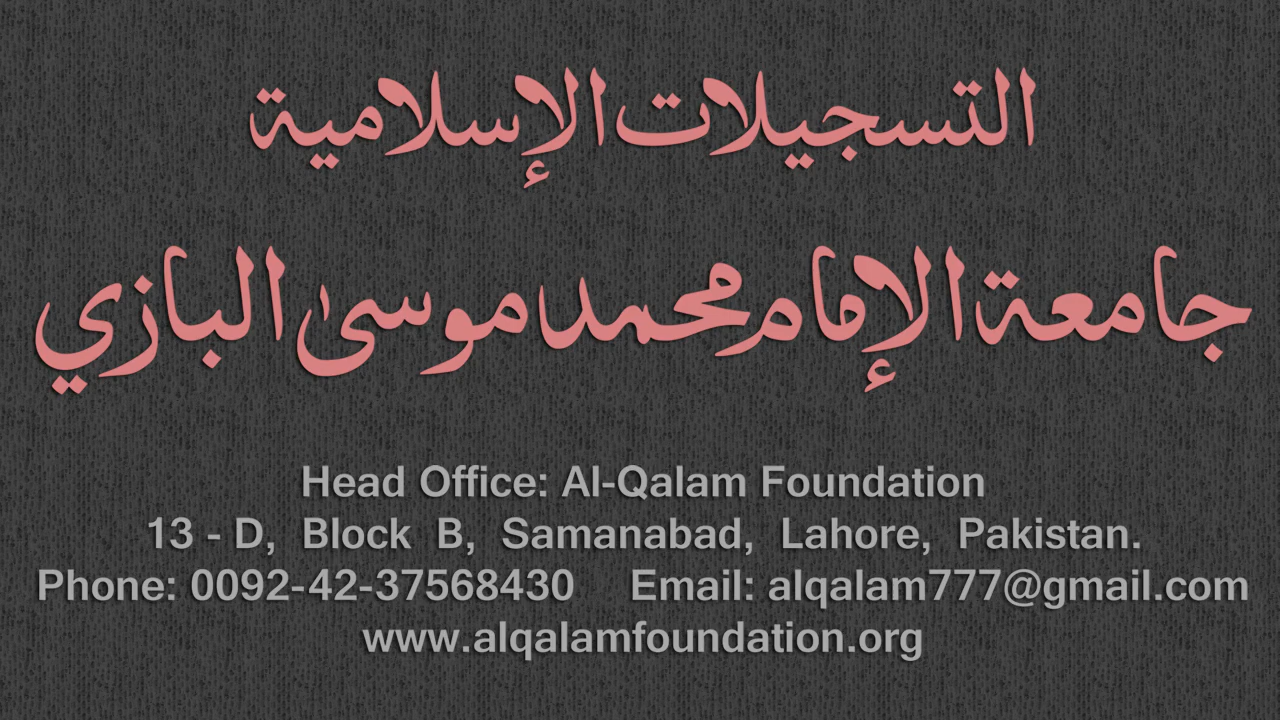 التسجيلات الإسلامية
جامعة الإمام محمد موسىٰ البازي
Head Office: Al-Qalam Foundation
13 - D, Block B, Samanabad, Lahore, Pakistan.
Phone: 0092-42-37568430 Email: alqalam777@gmail.com
www.alqalamfoundation.org